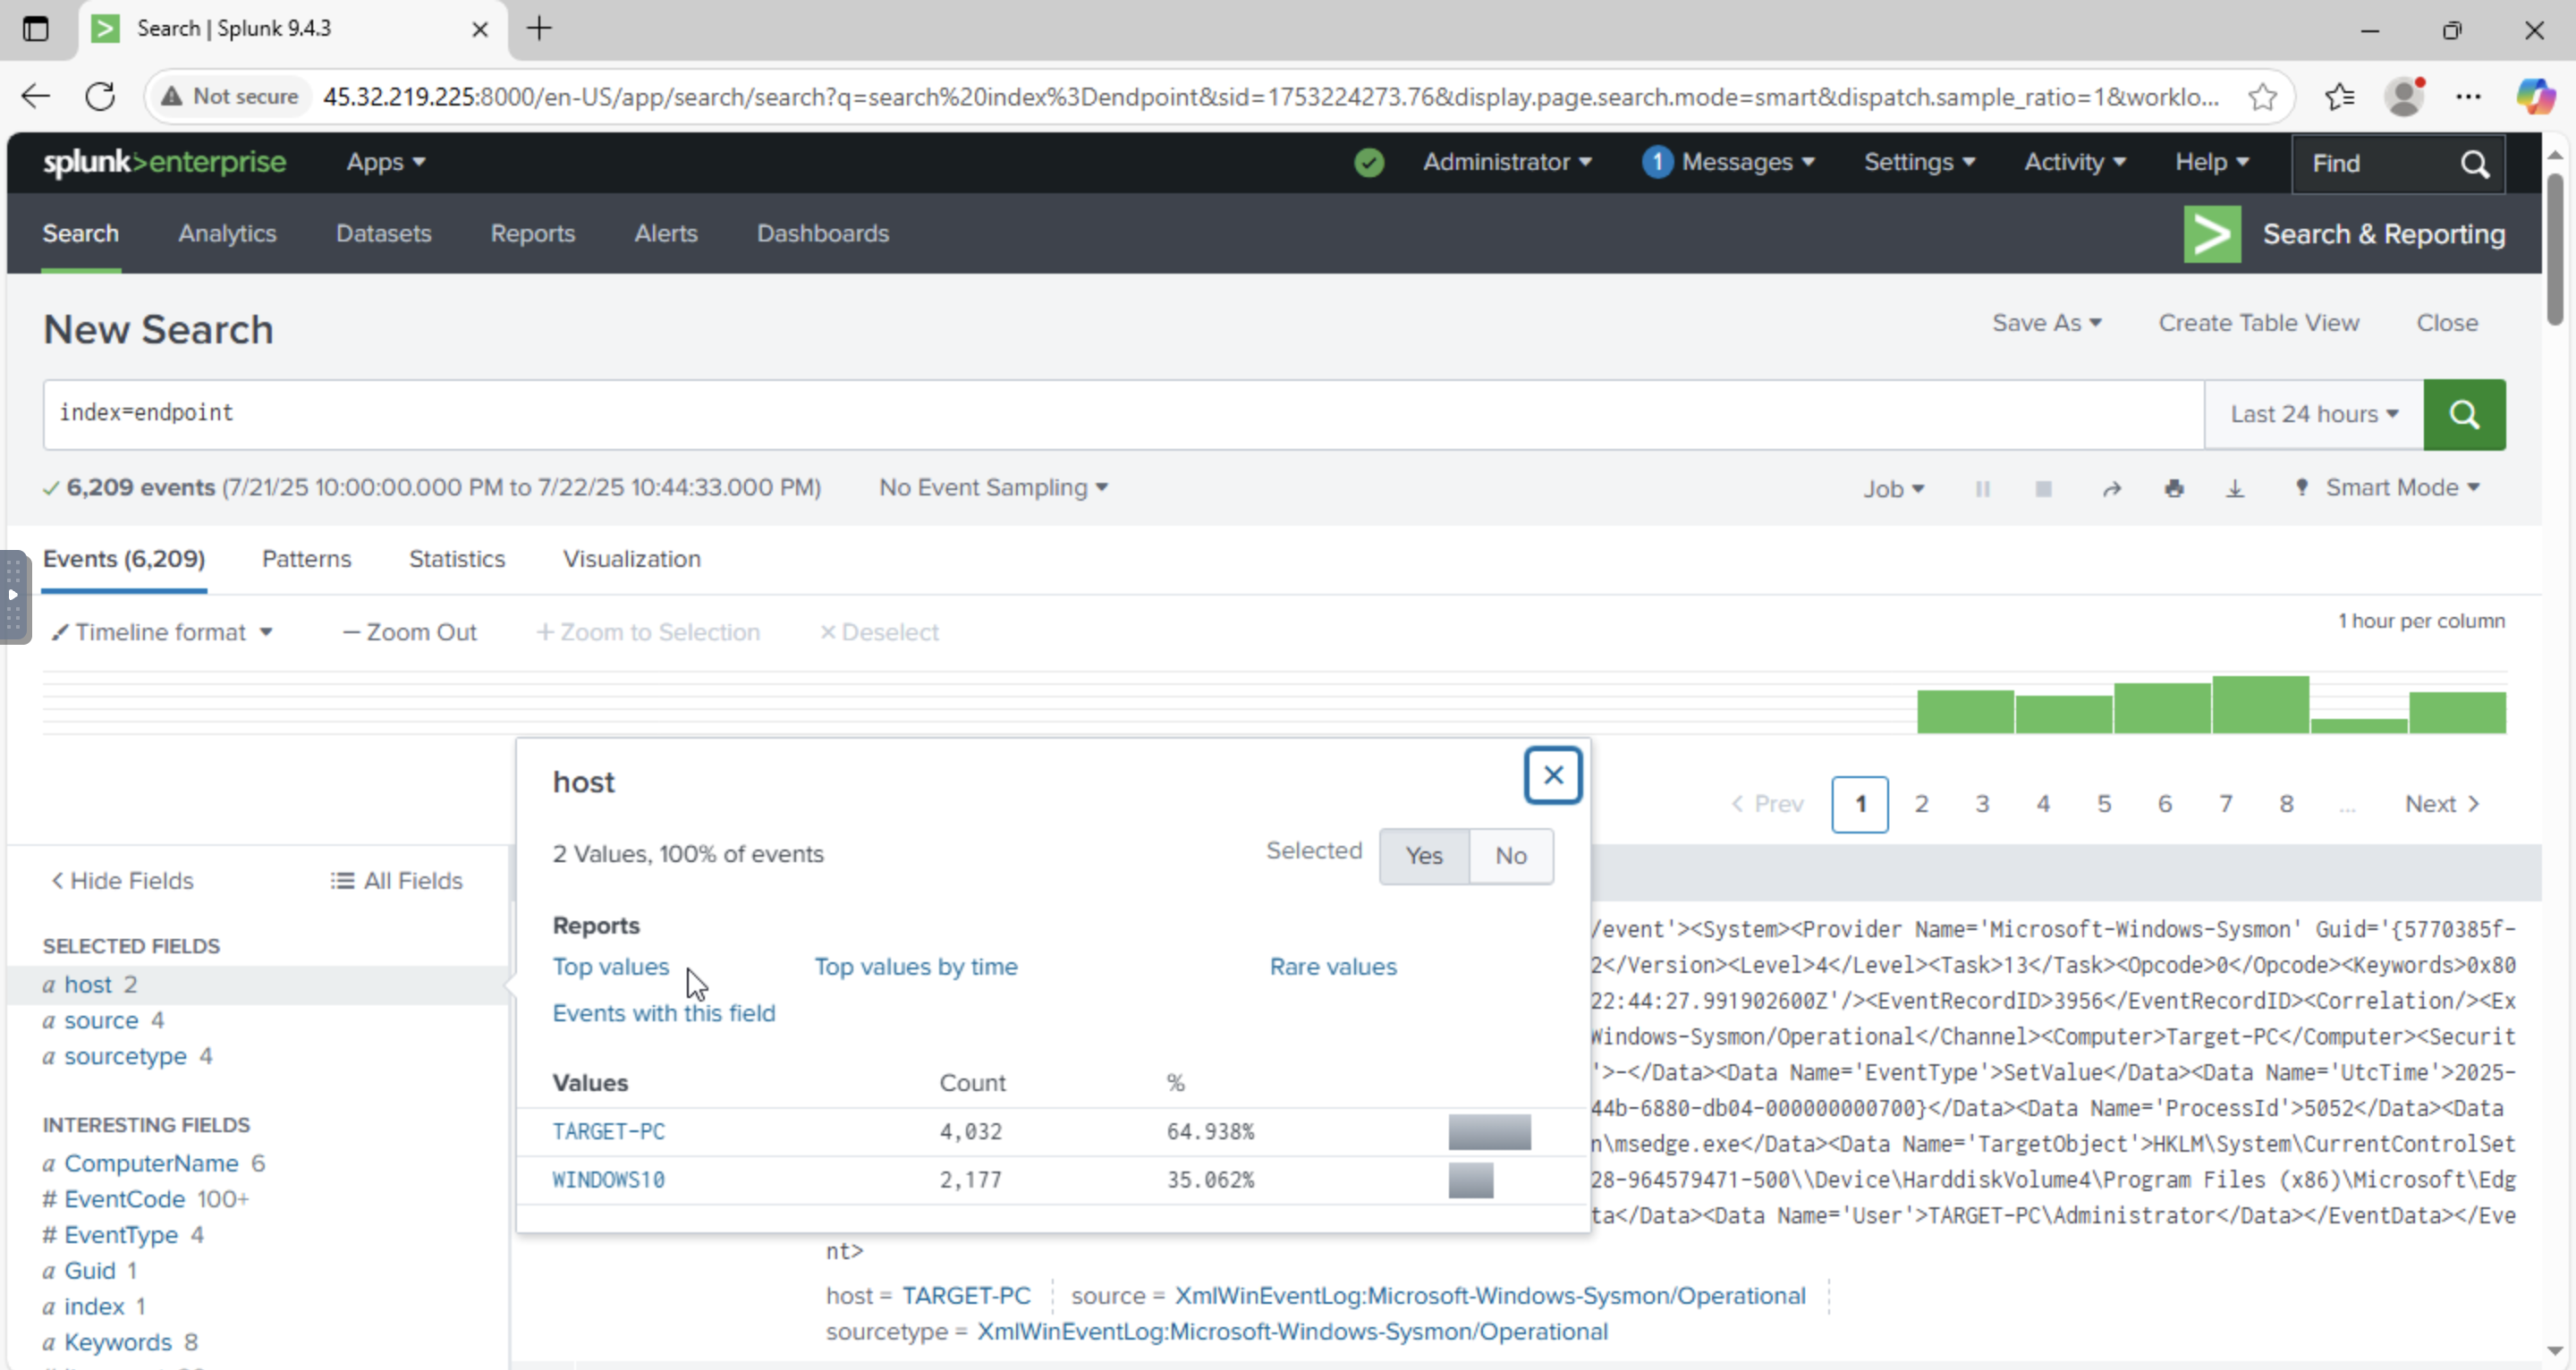 Search | Splunk 9.4.3
Not secure 45.32.219.225:8000/en-US/app/search/search?q=search%20index%3Dendpoint&sid=1753224273.76&display.page.search.mode=smart&dispatch.sample_ratio=1&worklo...
splunk>enterprise Apps Administrator 1 Messages Settings Activity Help Find
Search Analytics Datasets Reports Alerts Dashboards Search & Reporting
New Search Save As Create Table View Close
index=endpoint Last 24 hours
6,209 events (7/21/25 10:00:00.000 PM to 7/22/25 10:44:33.000 PM) No Event Sampling Job Smart Mode
Events (6,209) Patterns Statistics Visualization
Timeline format — Zoom Out + Zoom to Selection × Deselect 1 hour per column
< Prev 1 2 3 4 5 6 7 8 ... Next >
< Hide Fields All Fields
SELECTED FIELDS
a host 2
a source 4
a sourcetype 4
INTERESTING FIELDS
a ComputerName 6
# EventCode 100+
# EventType 4
a Guid 1
a index 1
a Keywords 8
host
2 Values, 100% of events Selected Yes No
Reports
Top values Top values by time Rare values
Events with this field
Values Count %
TARGET-PC 4,032 64.938%
WINDOWS10 2,177 35.062%
/event'><System><Provider Name='Microsoft-Windows-Sysmon' Guid='{5770385f-
2</Version><Level>4</Level><Task>13</Task><Opcode>0</Opcode><Keywords>0x80
22:44:27.991902600Z'/><EventRecordID>3956</EventRecordID><Correlation/><Ex
Windows-Sysmon/Operational</Channel><Computer>Target-PC</Computer><Securit
'>-</Data><Data Name='EventType'>SetValue</Data><Data Name='UtcTime'>2025-
44b-6880-db04-000000000700}</Data><Data Name='ProcessId'>5052</Data><Data
n\msedge.exe</Data><Data Name='TargetObject'>HKLM\System\CurrentControlSet
28-964579471-500\\Device\HarddiskVolume4\Program Files (x86)\Microsoft\Edg
ta</Data><Data Name='User'>TARGET-PC\Administrator</Data></EventData></Eve
nt>
host = TARGET-PC source = XmlWinEventLog:Microsoft-Windows-Sysmon/Operational
sourcetype = XmlWinEventLog:Microsoft-Windows-Sysmon/Operational